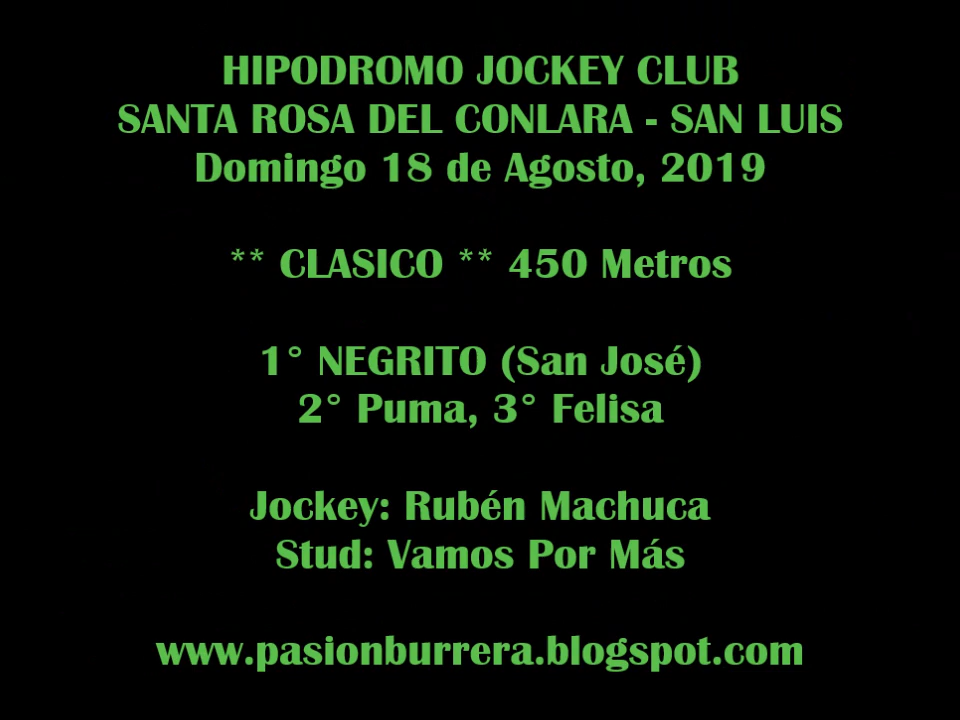 HIPODROMO JOCKEY CLUB
SANTA ROSA DEL CONLARA - SAN LUIS
Domingo 18 de Agosto, 2019
** CLASICO ** 450 Metros
1° NEGRITO (San José)
2° Puma, 3° Felisa
Jockey: Rubén Machuca
Stud: Vamos Por Más
www.pasionburrera.blogspot.com